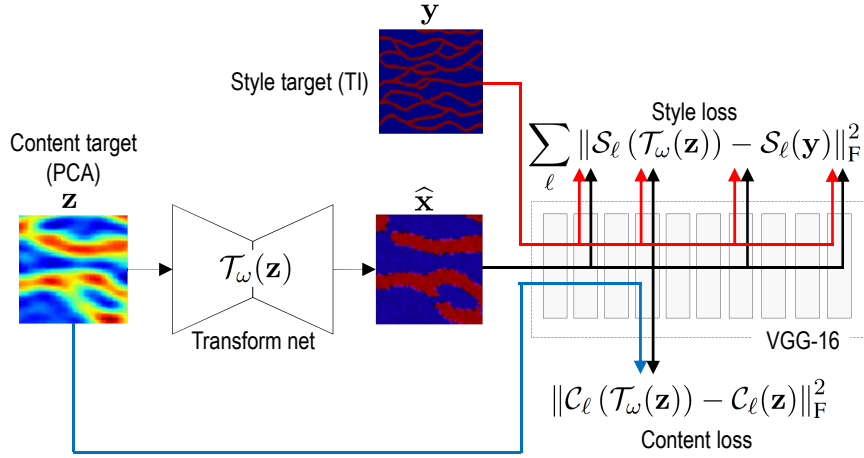 y
Style target (TI)
Style loss
∑_ℓ ‖𝒮_ℓ (𝒯_ω(z)) − 𝒮_ℓ(y)‖_F^2
Content target
(PCA)
z
x̂
𝒯_ω(z)
Transform net
VGG-16
‖𝒞_ℓ (𝒯_ω(z)) − 𝒞_ℓ(z)‖_F^2
Content loss